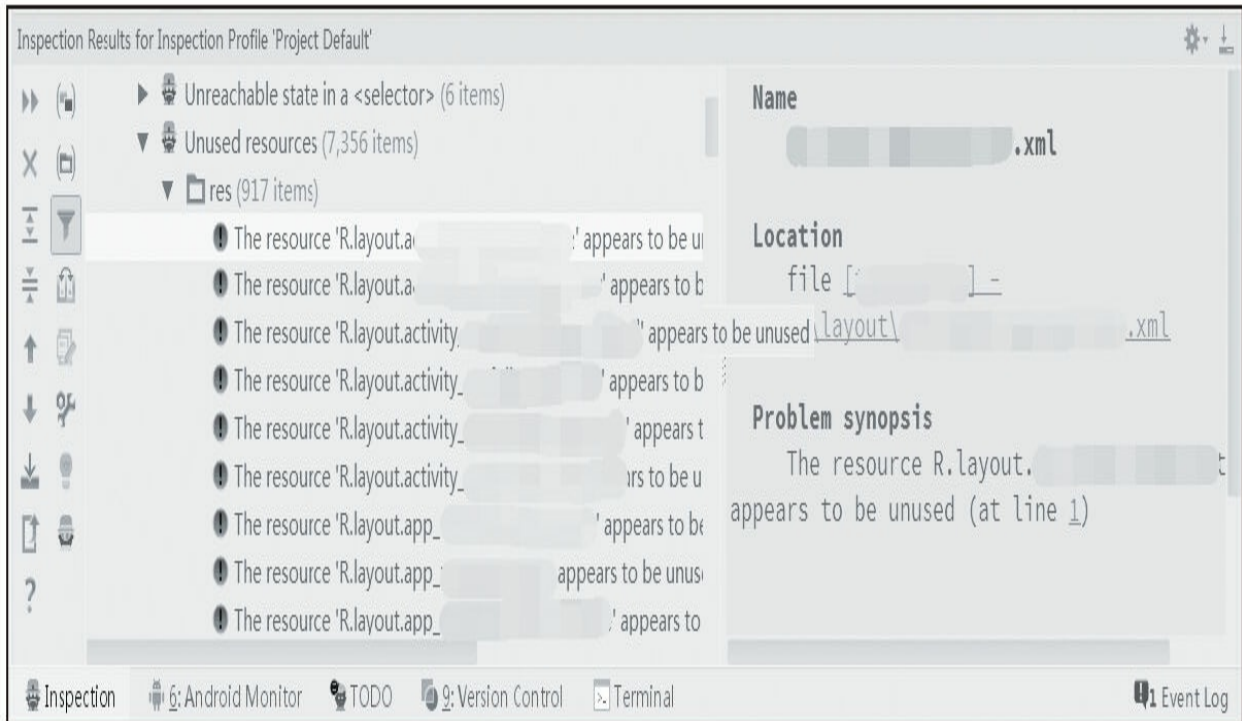 Inspection Results for Inspection Profile 'Project Default'
Unreachable state in a <selector> (6 items)
Unused resources (7,356 items)
res (917 items)
The resource 'R.layout.a ' appears to be u
The resource 'R.layout.a ' appears to b
The resource 'R.layout.activity_ ' appears to be unused
The resource 'R.layout.activity_ ' appears to b
The resource 'R.layout.activity_ ' appears t
The resource 'R.layout.activity_ rs to be u
The resource 'R.layout.app_ ' appears to be
The resource 'R.layout.app_ appears to be unus
The resource 'R.layout.app_ ' appears to
Name
.xml
Location
file [ ] -
\layout\ .xml
Problem synopsis
The resource R.layout. t
appears to be unused (at line 1)
?
Inspection 6: Android Monitor TODO 9: Version Control Terminal 1 Event Log